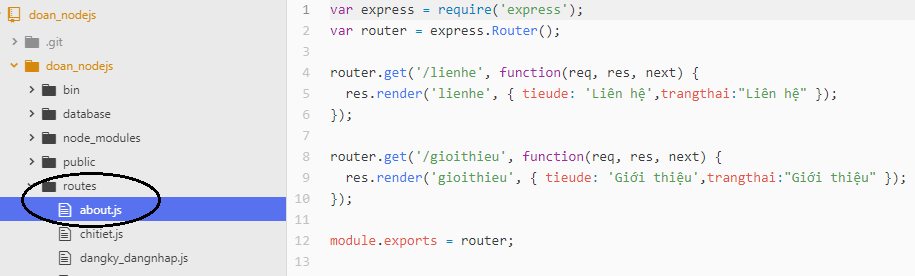 doan_nodejs
.git
doan_nodejs
bin
database
node_modules
public
routes
about.js
chitiet.js
dangky_dangnhap.js
1 var express = require('express');
2 var router = express.Router();
3
4 router.get('/lienhe', function(req, res, next) {
5 res.render('lienhe', { tieude: 'Liên hệ',trangthai:"Liên hệ" });
6 });
7
8 router.get('/gioithieu', function(req, res, next) {
9 res.render('gioithieu', { tieude: 'Giới thiệu',trangthai:"Giới thiệu" });
10 });
11
12 module.exports = router;
13